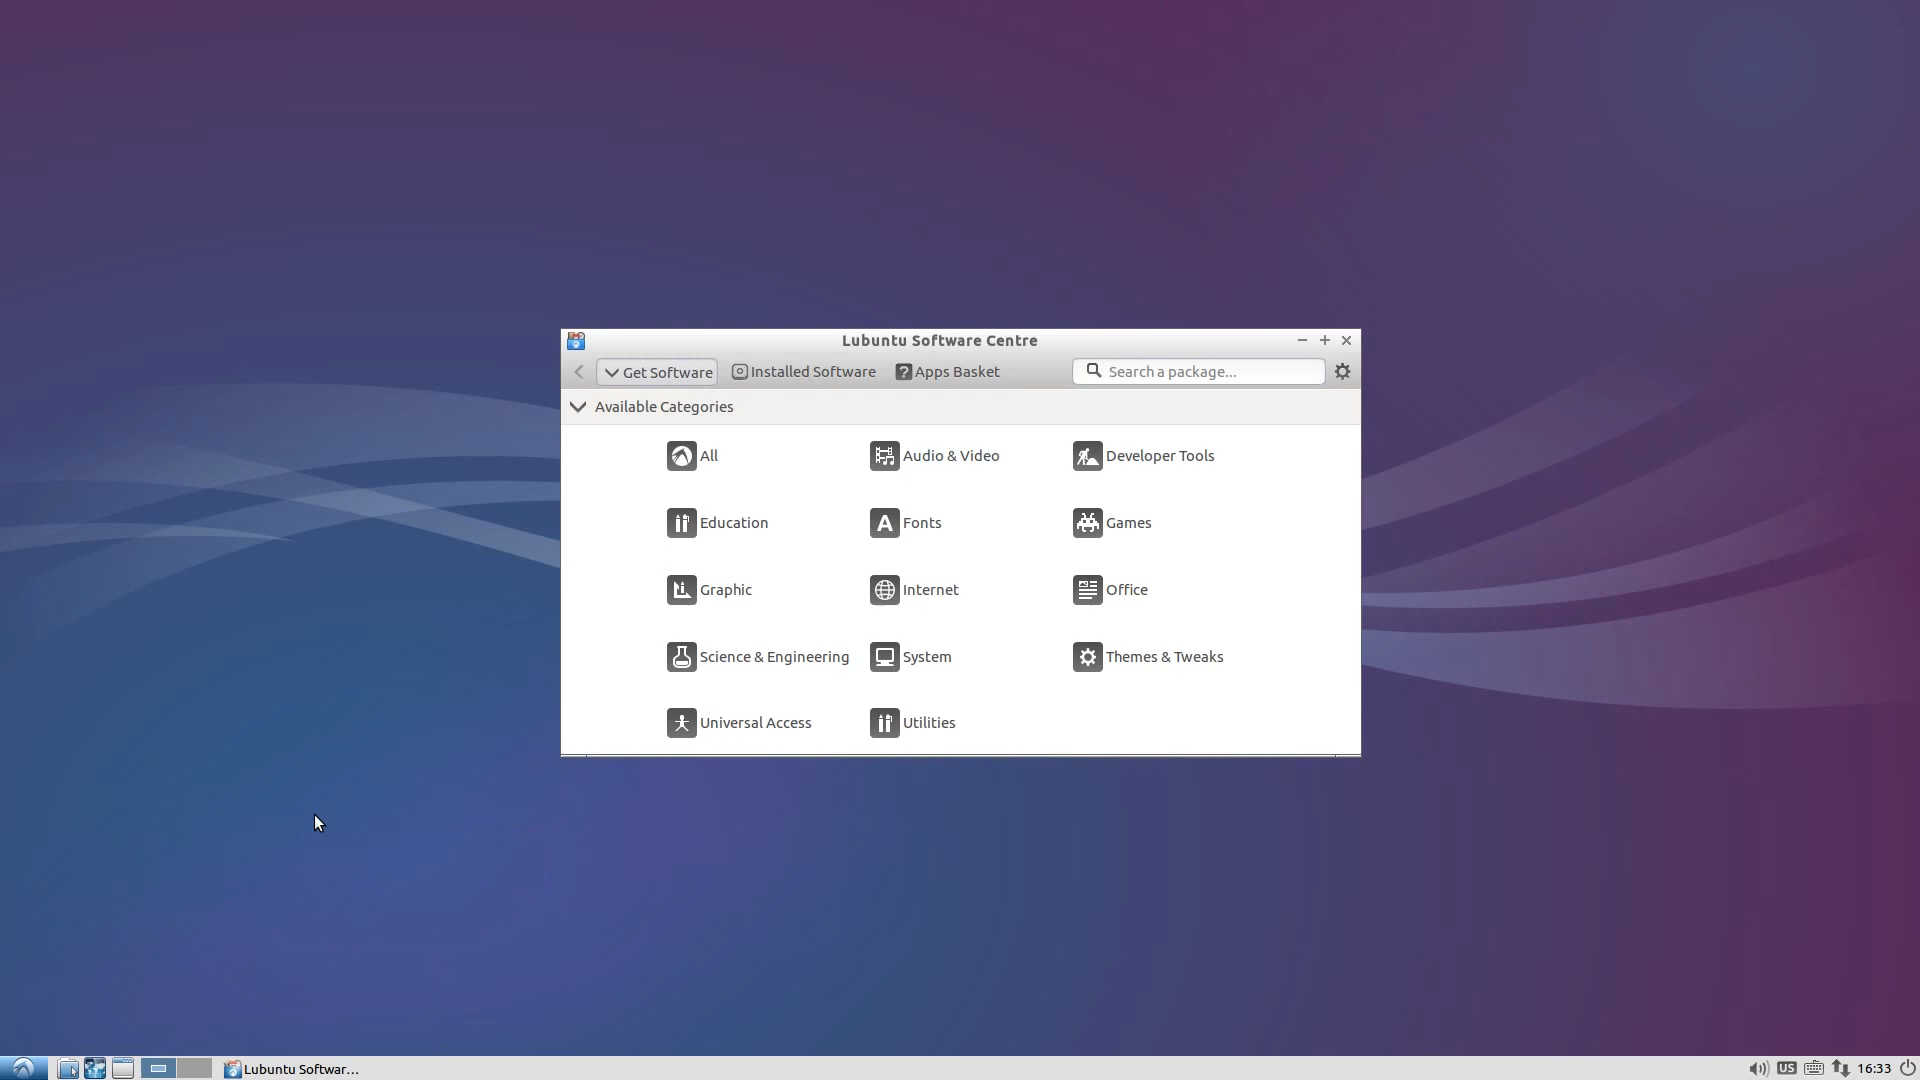 Lubuntu Software Centre
Get Software Installed Software Apps Basket Search a package...
Available Categories
All Audio & Video Developer Tools
Education Fonts Games
Graphic Internet Office
Science & Engineering System Themes & Tweaks
Universal Access Utilities
Lubuntu Softwar... US 16:33